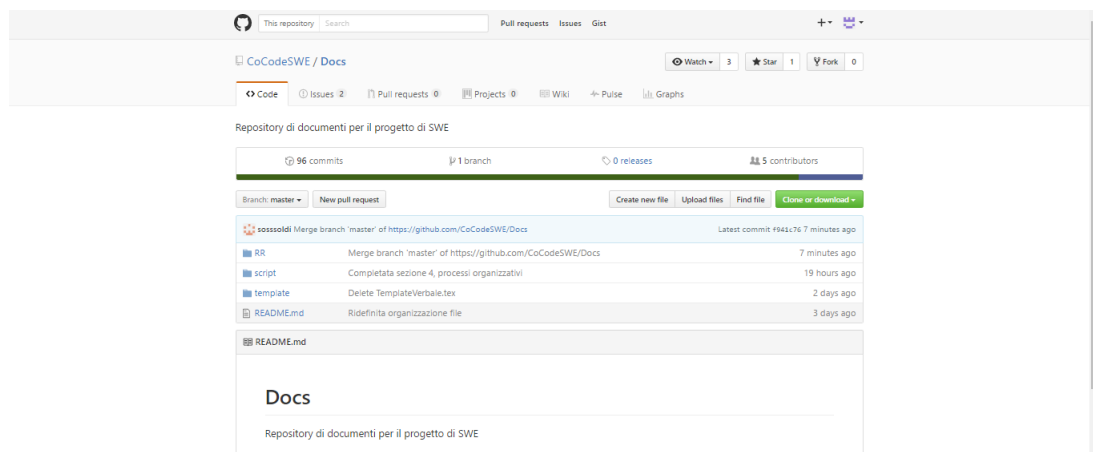 This repository Search Pull requests Issues Gist
CoCodeSWE / Docs Watch 3 Star 1 Fork 0
Code Issues 2 Pull requests 0 Projects 0 Wiki Pulse Graphs
Repository di documenti per il progetto di SWE
96 commits 1 branch 0 releases 5 contributors
Branch: master New pull request Create new file Upload files Find file Clone or download
sosssoldi Merge branch 'master' of https://github.com/CoCodeSWE/Docs Latest commit f941c76 7 minutes ago
RR Merge branch 'master' of https://github.com/CoCodeSWE/Docs 7 minutes ago
script Completata sezione 4, processi organizzativi 19 hours ago
template Delete TemplateVerbale.tex 2 days ago
README.md Ridefinita organizzazione file 3 days ago
README.md
Docs
Repository di documenti per il progetto di SWE